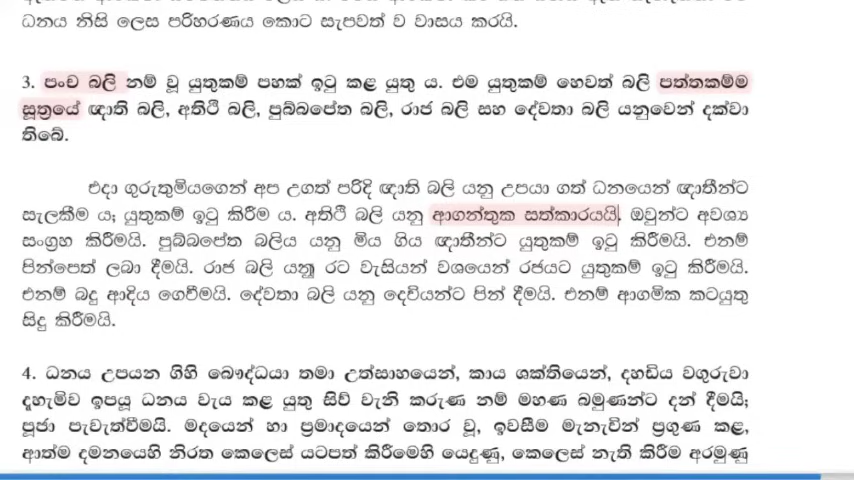 ධනය නිසි ලෙස පරිහරණය කොට සැපවත් ව වාසය කරයි.
3. පංච බලි නම් වූ යුතුකම් පහක් ඉටු කළ යුතු ය. එම යුතුකම් හෙවත් බලි පත්තකම්ම
සූත්‍රයේ ඥාති බලි, අතිථි බලි, පුබ්බපේත බලි, රාජ බලි සහ දේවතා බලි යනුවෙන් දක්වා
තිබේ.
එදා ගුරුතුමියගෙන් අප උගත් පරිදි ඥාති බලි යනු උපයා ගත් ධනයෙන් ඥාතීන්ට
සැලකීම ය; යුතුකම් ඉටු කිරීම ය. අතිථි බලි යනු ආගන්තුක සත්කාරයයි. ඔවුන්ට අවශ්‍ය
සංග්‍රහ කිරීමයි. පුබ්බපේත බලිය යනු මිය ගිය ඥාතීන්ට යුතුකම් ඉටු කිරීමයි. එනම්
පින්පෙත් ලබා දීමයි. රාජ බලි යනු රට වැසියන් වශයෙන් රජයට යුතුකම් ඉටු කිරීමයි.
එනම් බදු ආදිය ගෙවීමයි. දේවතා බලි යනු දෙවියන්ට පින් දීමයි. එනම් ආගමික කටයුතු
සිදු කිරීමයි.
4. ධනය උපයන ගිහි බෞද්ධයා තමා උත්සාහයෙන්, කාය ශක්තියෙන්, දහඩිය වගුරුවා
දැහැමිව ඉපයූ ධනය වැය කළ යුතු සිව් වැනි කරුණ නම් මහණ බමුණන්ට දන් දීමයි;
පූජා පැවැත්වීමයි. මදයෙන් හා ප්‍රමාදයෙන් තොර වූ, ඉවසීම මැනැවින් ප්‍රගුණ කළ,
ආත්ම දමනයෙහි නිරත කෙලෙස් යටපත් කිරීමෙහි යෙදුණු, කෙලෙස් නැති කිරීම අරමුණු